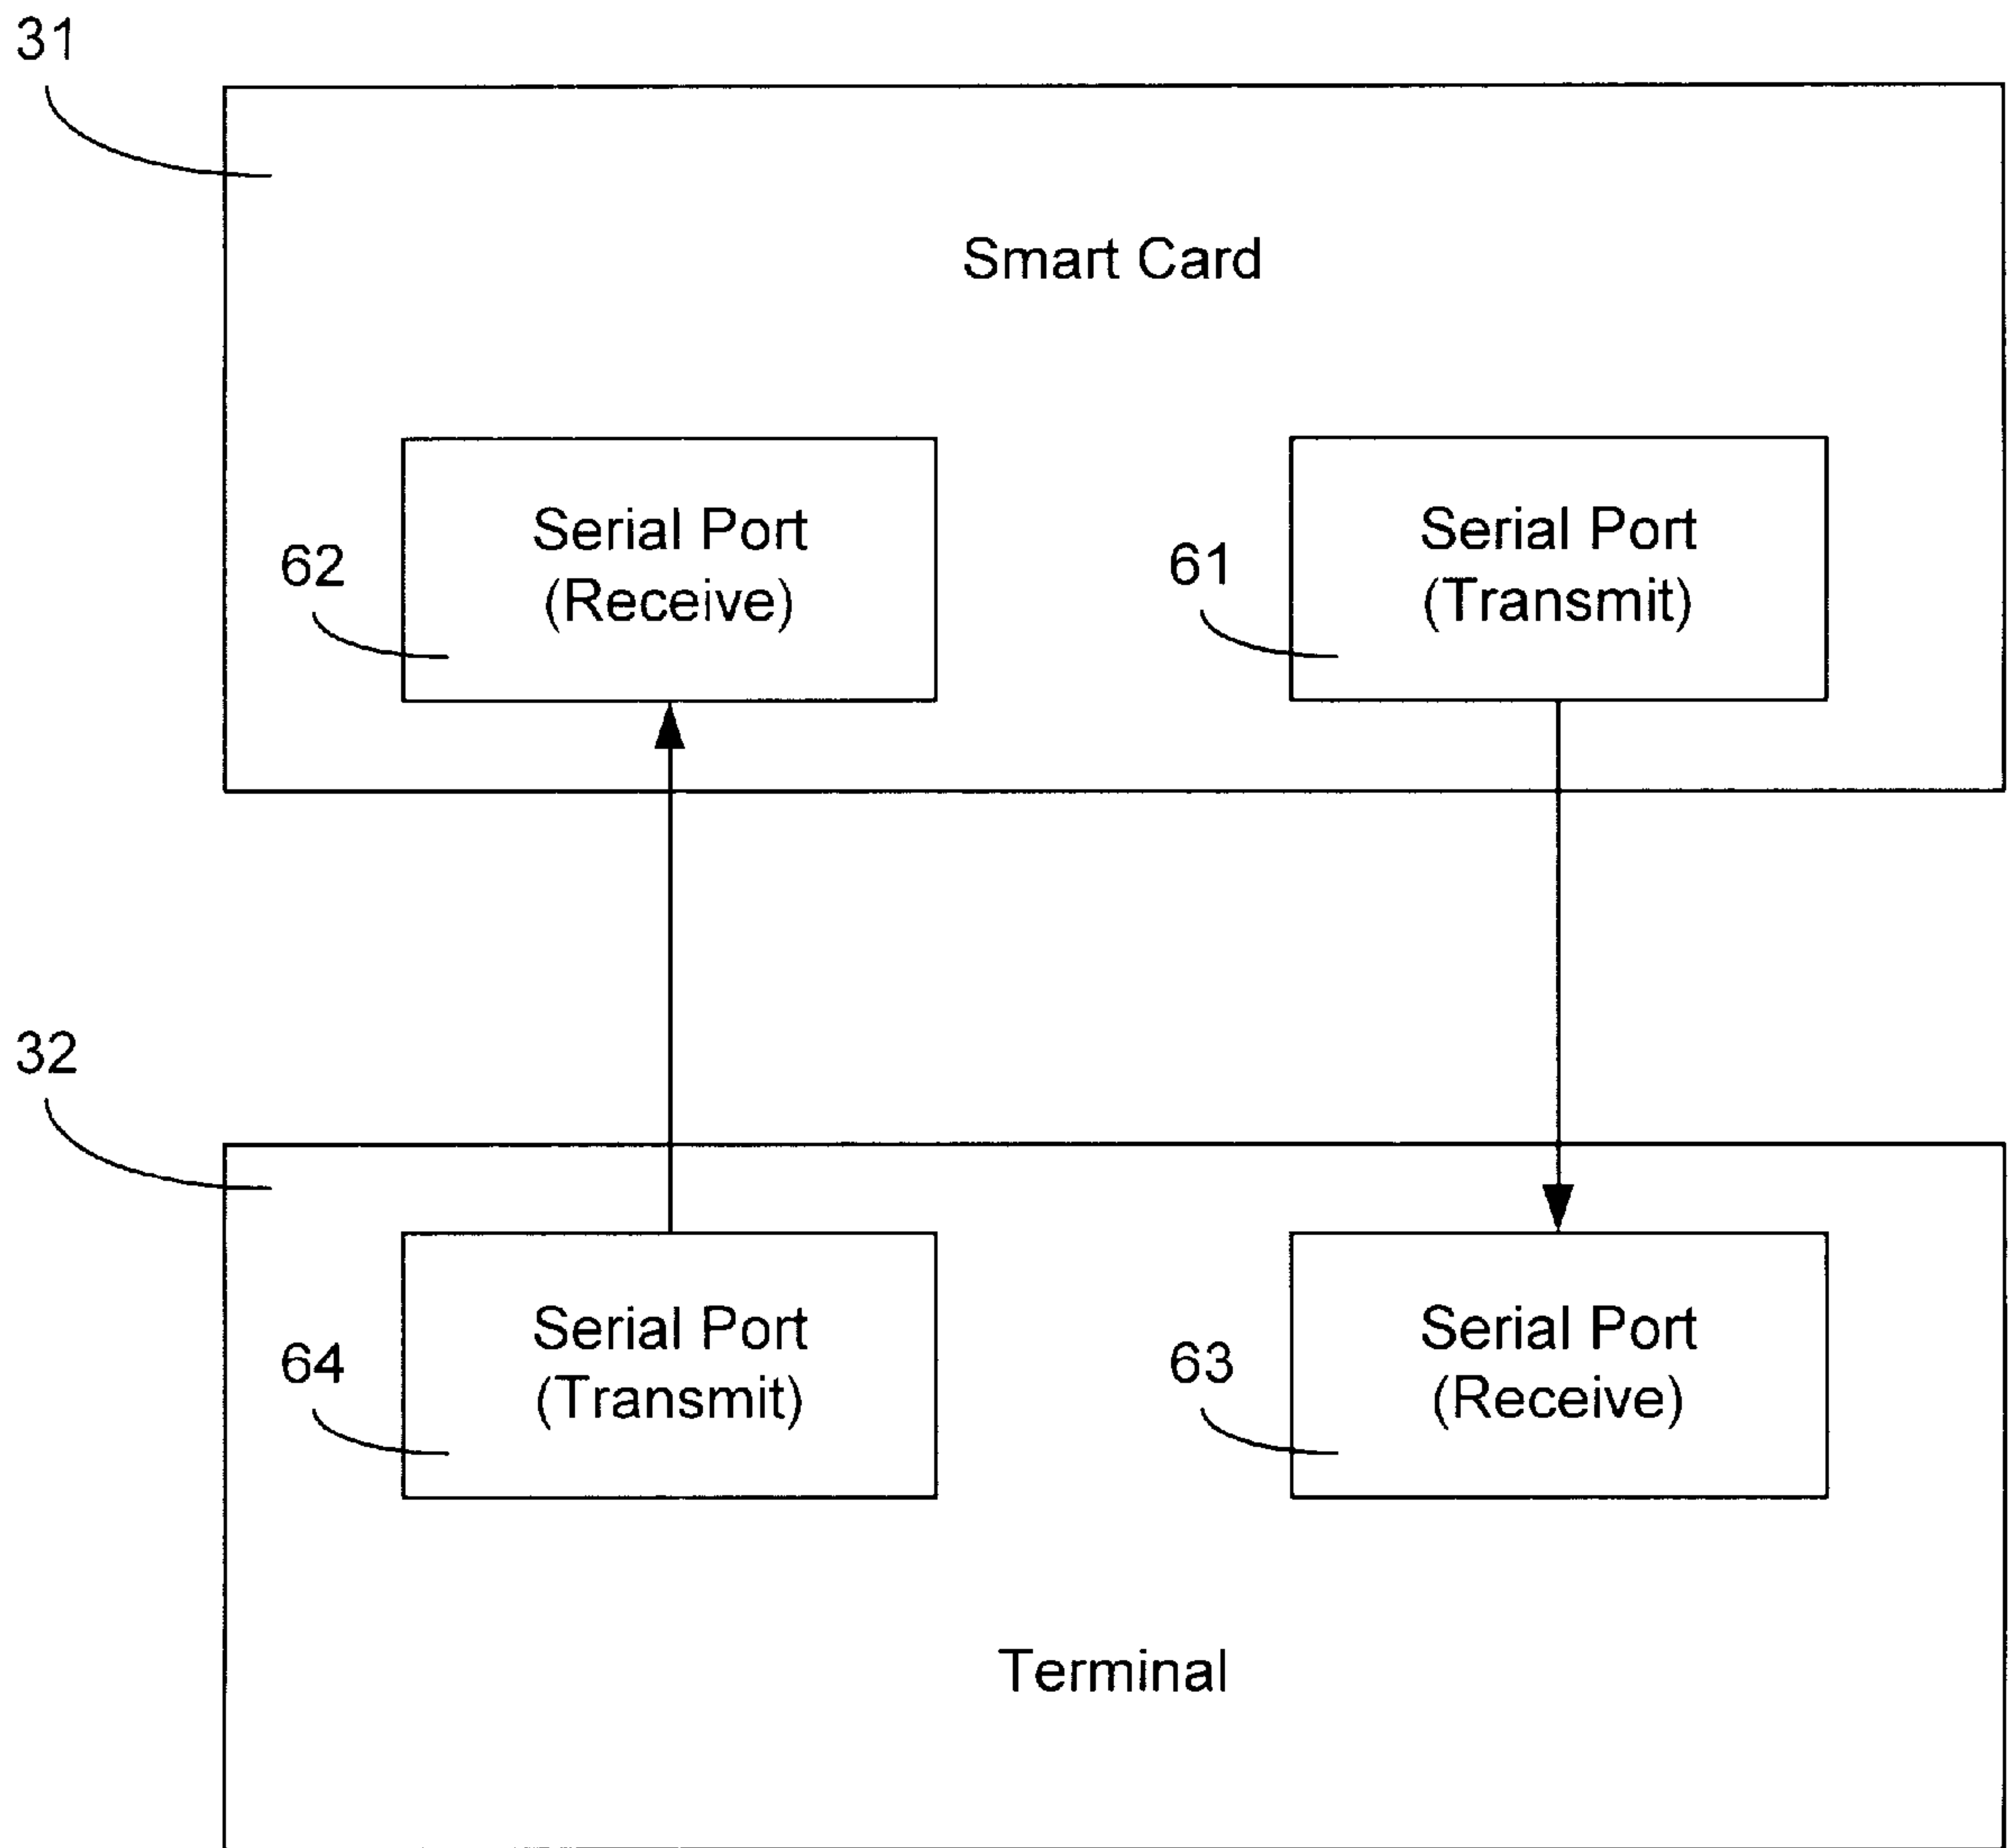 31
Smart Card
Serial Port
(Receive)
62
Serial Port
(Transmit)
61
32
Serial Port
(Transmit)
64
Serial Port
(Receive)
63
Terminal